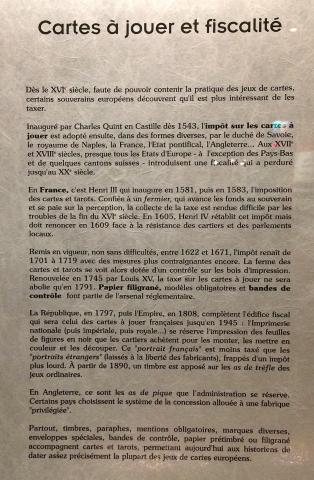 Cartes à jouer et fiscalité
Dès le XVIᵉ siècle, faute de pouvoir contenir la pratique des jeux de cartes,
certains souverains européens découvrent qu'il est plus intéressant de les
taxer.
Inauguré par Charles Quint en Castille dès 1543, l'impôt sur les cartes à
jouer est adopté ensuite, dans des formes diverses, par le duché de Savoie,
le royaume de Naples, la France, l'Etat pontifical, l'Angleterre... Aux XVIIᵉ
et XVIIIᵉ siècles, presque tous les Etats d'Europe - à l'exception des Pays-Bas
et de quelques cantons suisses - introduisent une fiscalité qui a perduré
jusqu'au XXᵉ siècle.
En France, c'est Henri III qui inaugure en 1581, puis en 1583, l'imposition
des cartes et tarots. Confiée à un fermier, qui avance les fonds au souverain
et se paie sur la perception, la collecte de la taxe est rendue difficile par les
troubles de la fin du XVIᵉ siècle. En 1605, Henri IV rétablit cet impôt mais
doit renoncer en 1609 face à la résistance des cartiers et des parlements
locaux.
Remis en vigueur, non sans difficultés, entre 1622 et 1671, l'impôt renaît de
1701 à 1719 avec des mesures plus contraignantes encore. La ferme des
cartes et tarots se voit alors dotée d'un contrôle sur les bois d'impression.
Renouvelée en 1745 par Louis XV, la taxe sur les cartes à jouer ne sera
abolie qu'en 1791. Papier filigrané, modèles obligatoires et bandes de
contrôle font partie de l'arsenal réglementaire.
La République, en 1797, puis l'Empire, en 1808, complètent l'édifice fiscal
qui sera celui des cartes à jouer françaises jusqu'en 1945 : l'Imprimerie
nationale (puis impériale, puis royale...) se réserve l'impression des feuilles
de figures en noir que les cartiers achètent pour les monter, les mettre en
couleur et les découper. Ce "portrait français" est moins taxé que les
"portraits étrangers" (laissés à la liberté des fabricants), frappés d'un impôt
plus lourd. À partir de 1890, un timbre est apposé sur les as de trèfle des
jeux ordinaires.
En Angleterre, ce sont les as de pique que l'administration se réserve.
Certains pays choisissent le système de la concession allouée à une fabrique
"privilégiée".
Partout, timbres, paraphes, mentions obligatoires, marques diverses,
enveloppes spéciales, bandes de contrôle, papier prétimbré ou filigrané
accompagnent cartes et tarots, permettant aujourd'hui aux historiens de
dater assez précisément la plupart des jeux de cartes européens.